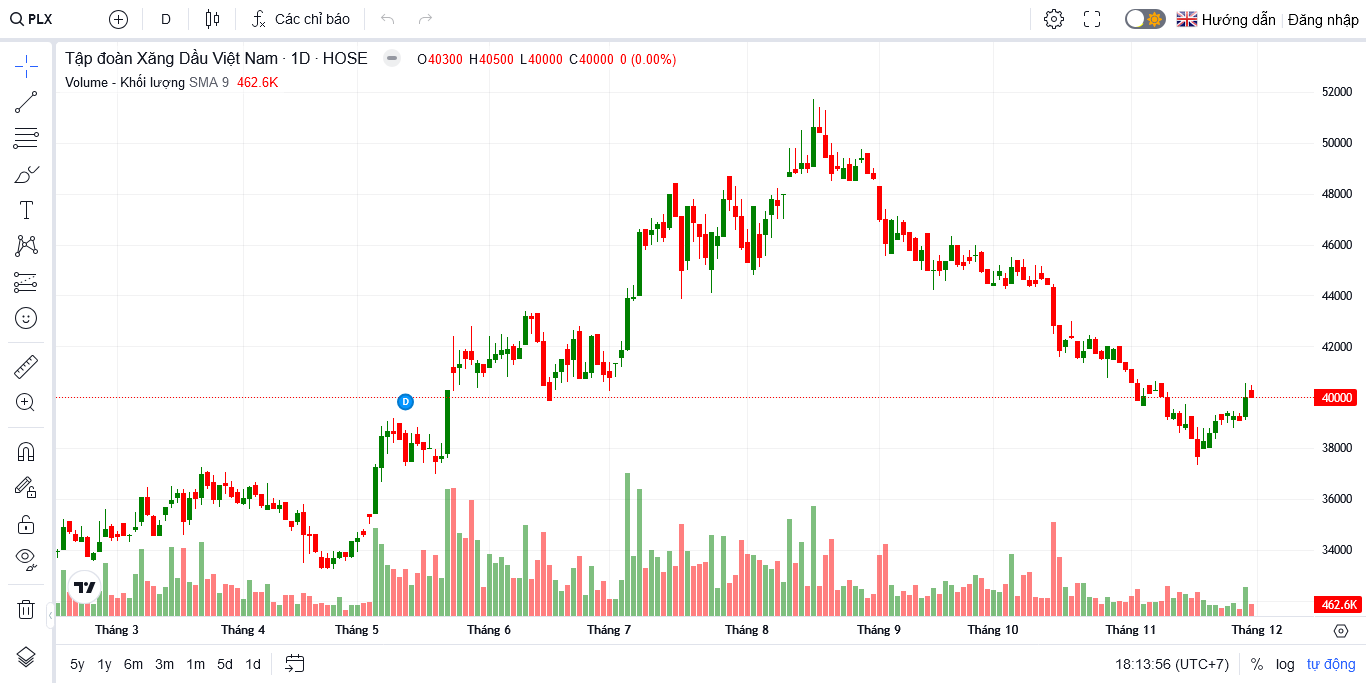 PLX D Các chỉ báo Hướng dẫn Đăng nhập
Tập đoàn Xăng Dầu Việt Nam · 1D · HOSE O40300 H40500 L40000 C40000 0 (0.00%)
Volume - Khối lượng SMA 9 462.6K
52000
50000
48000
46000
44000
42000
40000
D
38000
36000
34000
462.6K
Tháng 3 Tháng 4 Tháng 5 Tháng 6 Tháng 7 Tháng 8 Tháng 9 Tháng 10 Tháng 11 Tháng 12
5y 1y 6m 3m 1m 5d 1d 18:13:56 (UTC+7) % log tự động